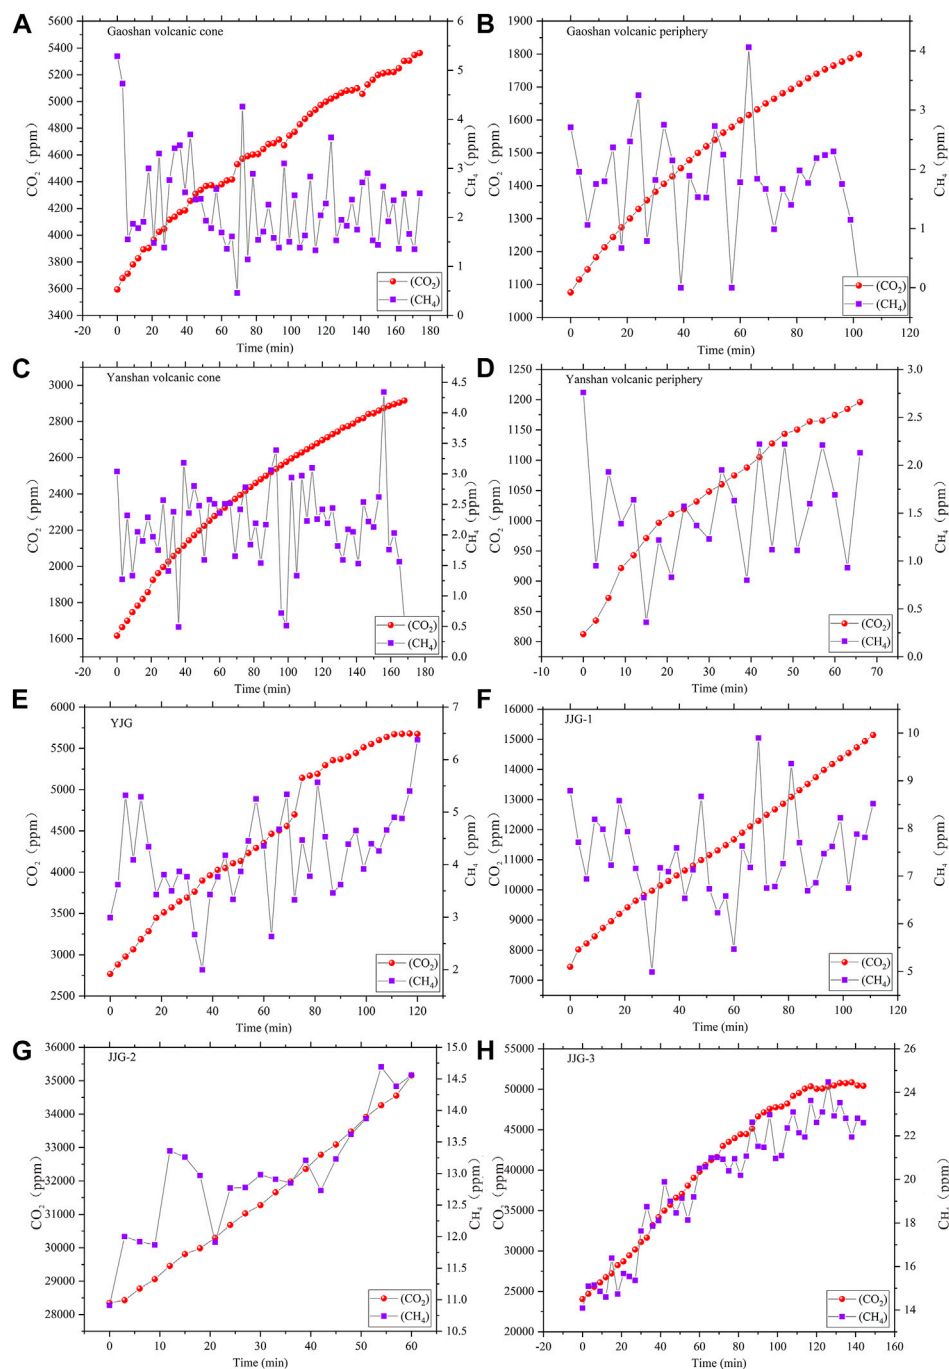 A
Gaoshan volcanic cone
CO2 (ppm)
5600
5400
5200
5000
4800
4600
4400
4200
4000
3800
3600
3400
6
5
4
3
2
1
0
CH4 (ppm)
(CO2)
(CH4)
-20 0 20 40 60 80 100 120 140 160 180
Time (min)
B
Gaoshan volcanic periphery
CO2 (ppm)
1900
1800
1700
1600
1500
1400
1300
1200
1100
1000
4
3
2
1
0
CH4 (ppm)
(CO2)
(CH4)
-20 0 20 40 60 80 100 120
Time (min)
C
Yanshan volcanic cone
CO2 (ppm)
3000
2800
2600
2400
2200
2000
1800
1600
4.5
4.0
3.5
3.0
2.5
2.0
1.5
1.0
0.5
0.0
CH4 (ppm)
(CO2)
(CH4)
-20 0 20 40 60 80 100 120 140 160 180
Time (min)
D
Yanshan volcanic periphery
CO2 (ppm)
1250
1200
1150
1100
1050
1000
950
900
850
800
3.0
2.5
2.0
1.5
1.0
0.5
0.0
CH4 (ppm)
(CO2)
(CH4)
-10 0 10 20 30 40 50 60 70
Time (min)
E
YJG
CO2 (ppm)
6000
5500
5000
4500
4000
3500
3000
2500
7
6
5
4
3
2
CH4 (ppm)
(CO2)
(CH4)
-20 0 20 40 60 80 100 120
Time (min)
F
JJG-1
CO2 (ppm)
16000
15000
14000
13000
12000
11000
10000
9000
8000
7000
10
9
8
7
6
5
CH4 (ppm)
(CO2)
(CH4)
-20 0 20 40 60 80 100 120 140
Time (min)
G
JJG-2
CO2 (ppm)
36000
35000
34000
33000
32000
31000
30000
29000
28000
15.0
14.5
14.0
13.5
13.0
12.5
12.0
11.5
11.0
10.5
CH4 (ppm)
(CO2)
(CH4)
-10 0 10 20 30 40 50 60
Time (min)
H
JJG-3
CO2 (ppm)
55000
50000
45000
40000
35000
30000
25000
20000
26
24
22
20
18
16
14
CH4 (ppm)
(CO2)
(CH4)
-20 0 20 40 60 80 100 120 140 160
Time (min)